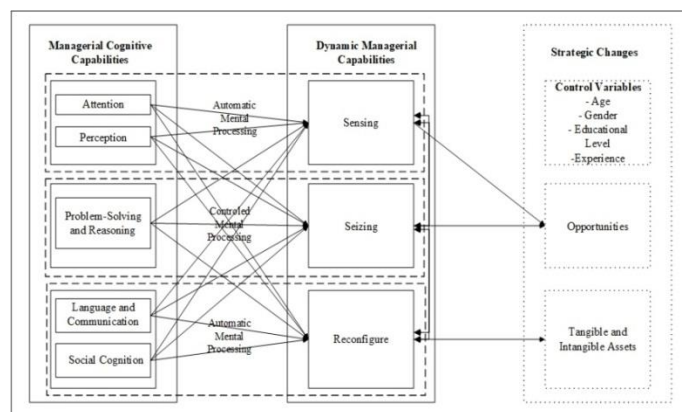 Managerial Cognitive
Capabilities
Attention
Perception
Problem-Solving
and Reasoning
Language and
Communication
Social Cognition
Automatic
Mental
Processing
Controled
Mental
Processing
Automatic
Mental
Processing
Dynamic Managerial
Capabilities
Sensing
Seizing
Reconfigure
Strategic Changes
Control Variables
- Age
- Gender
- Educational
Level
-Experience
Opportunities
Tangible and
Intangible Assets